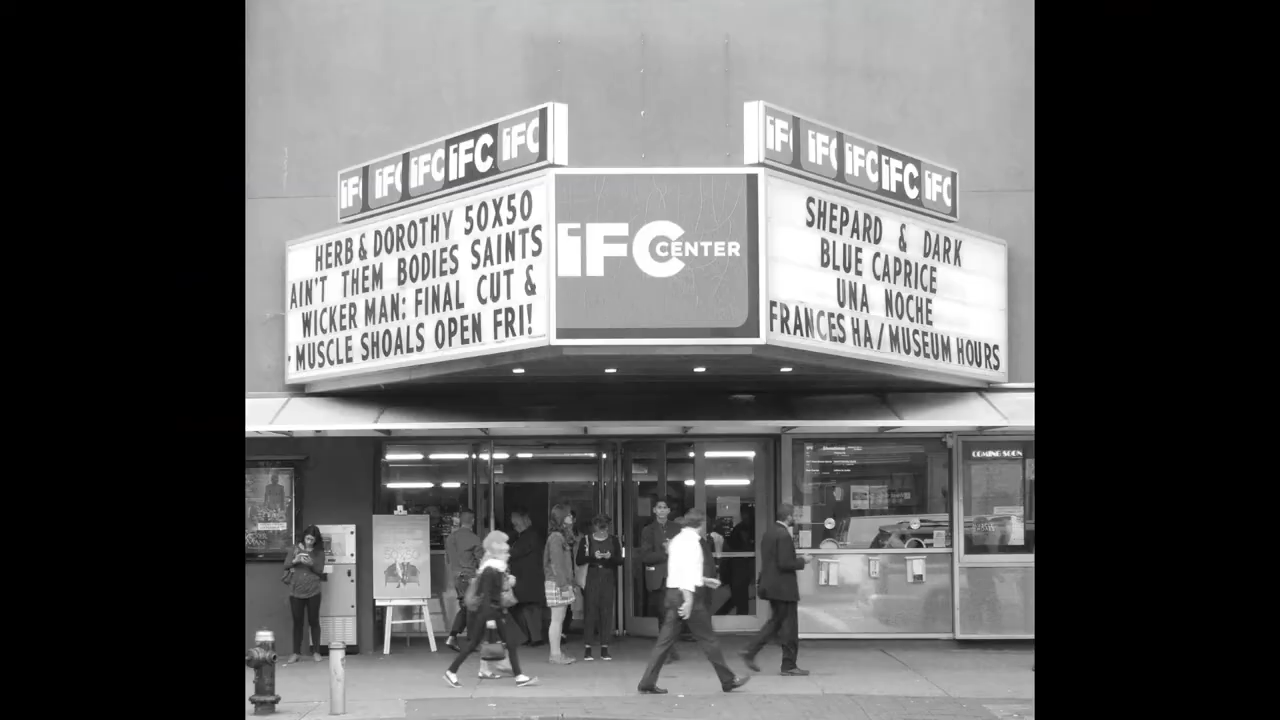 iFC iFC iFC iFC iFC
HERB & DOROTHY 50X50
AIN'T THEM BODIES SAINTS
WICKER MAN: FINAL CUT &
MUSCLE SHOALS OPEN FRI!
iFC CENTER
iFC iFC iFC iFC iFC
SHEPARD & DARK
BLUE CAPRICE
UNA NOCHE
FRANCES HA / MUSEUM HOURS
COMING SOON